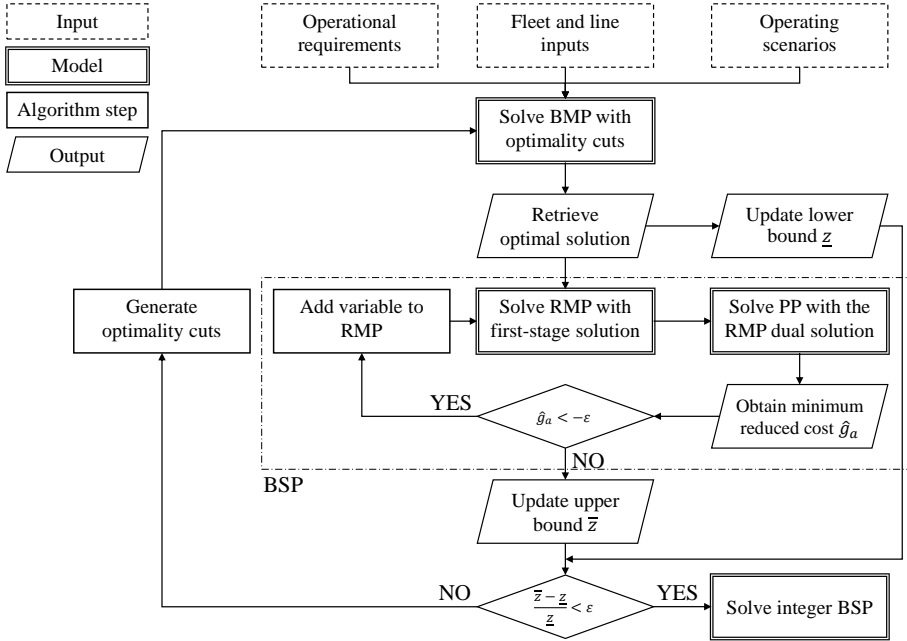 Input
Model
Algorithm step
Output
Operational
requirements
Fleet and line
inputs
Operating
scenarios
Solve BMP with
optimality cuts
Retrieve
optimal solution
Update lower
bound z̲
Generate
optimality cuts
Add variable to
RMP
Solve RMP with
first-stage solution
Solve PP with the
RMP dual solution
YES
ĝₐ < −ε
Obtain minimum
reduced cost ĝₐ
NO
BSP
Update upper
bound z̅
NO
z̅ − z̲
z̲
< ε
YES
Solve integer BSP